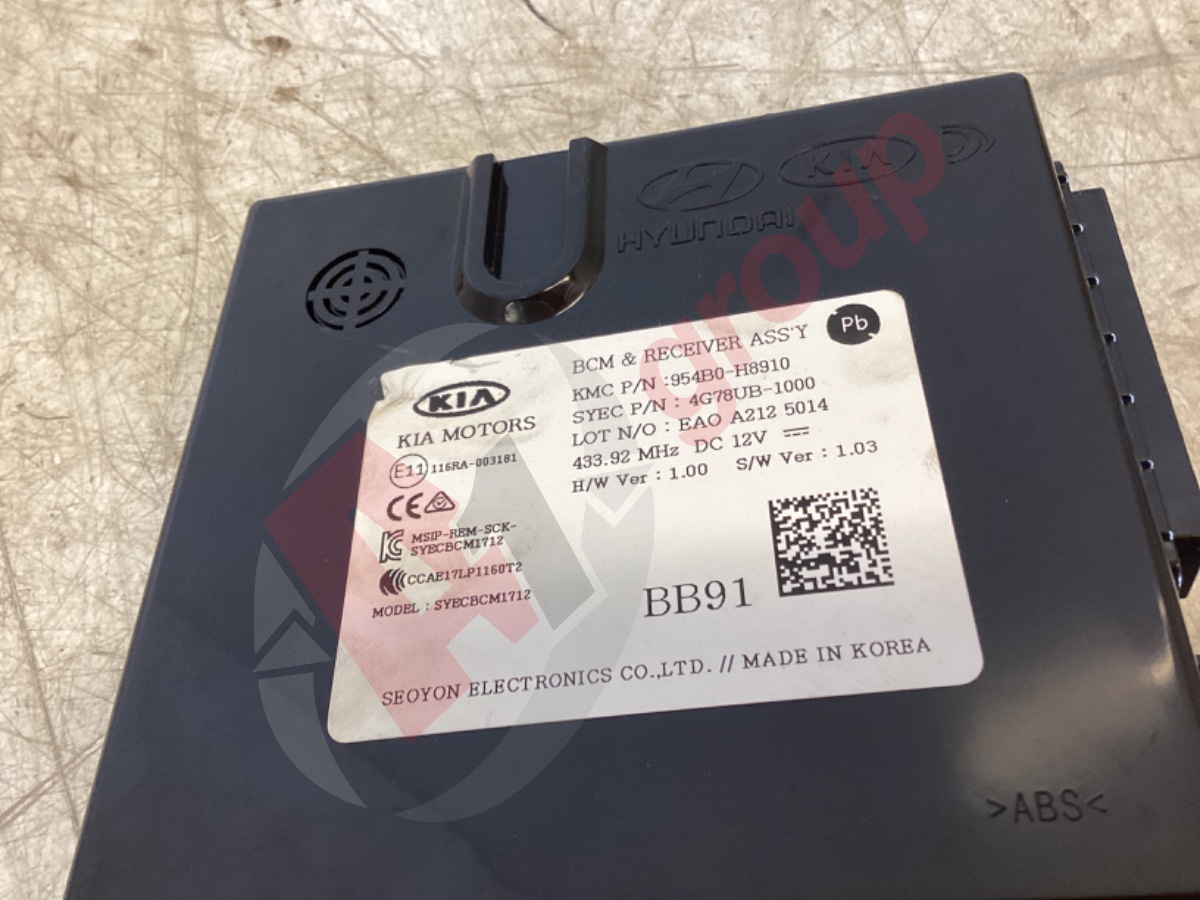 HYUNDAI
KIA
group
BCM & RECEIVER ASS'Y
Pb
KMC P/N :954B0-H8910
SYEC P/N : 4G78UB-1000
LOT N/O : EAO A212 5014
433.92 MHz DC 12V
H/W Ver : 1.00 S/W Ver : 1.03
KIA
KIA MOTORS
E11 116RA-003181
CE
MSIP-REM-SCK-
SYECBCM1712
CCAE17LP1160T2
MODEL : SYECBCM1712
BB91
SEOYON ELECTRONICS CO.,LTD. // MADE IN KOREA
>ABS<